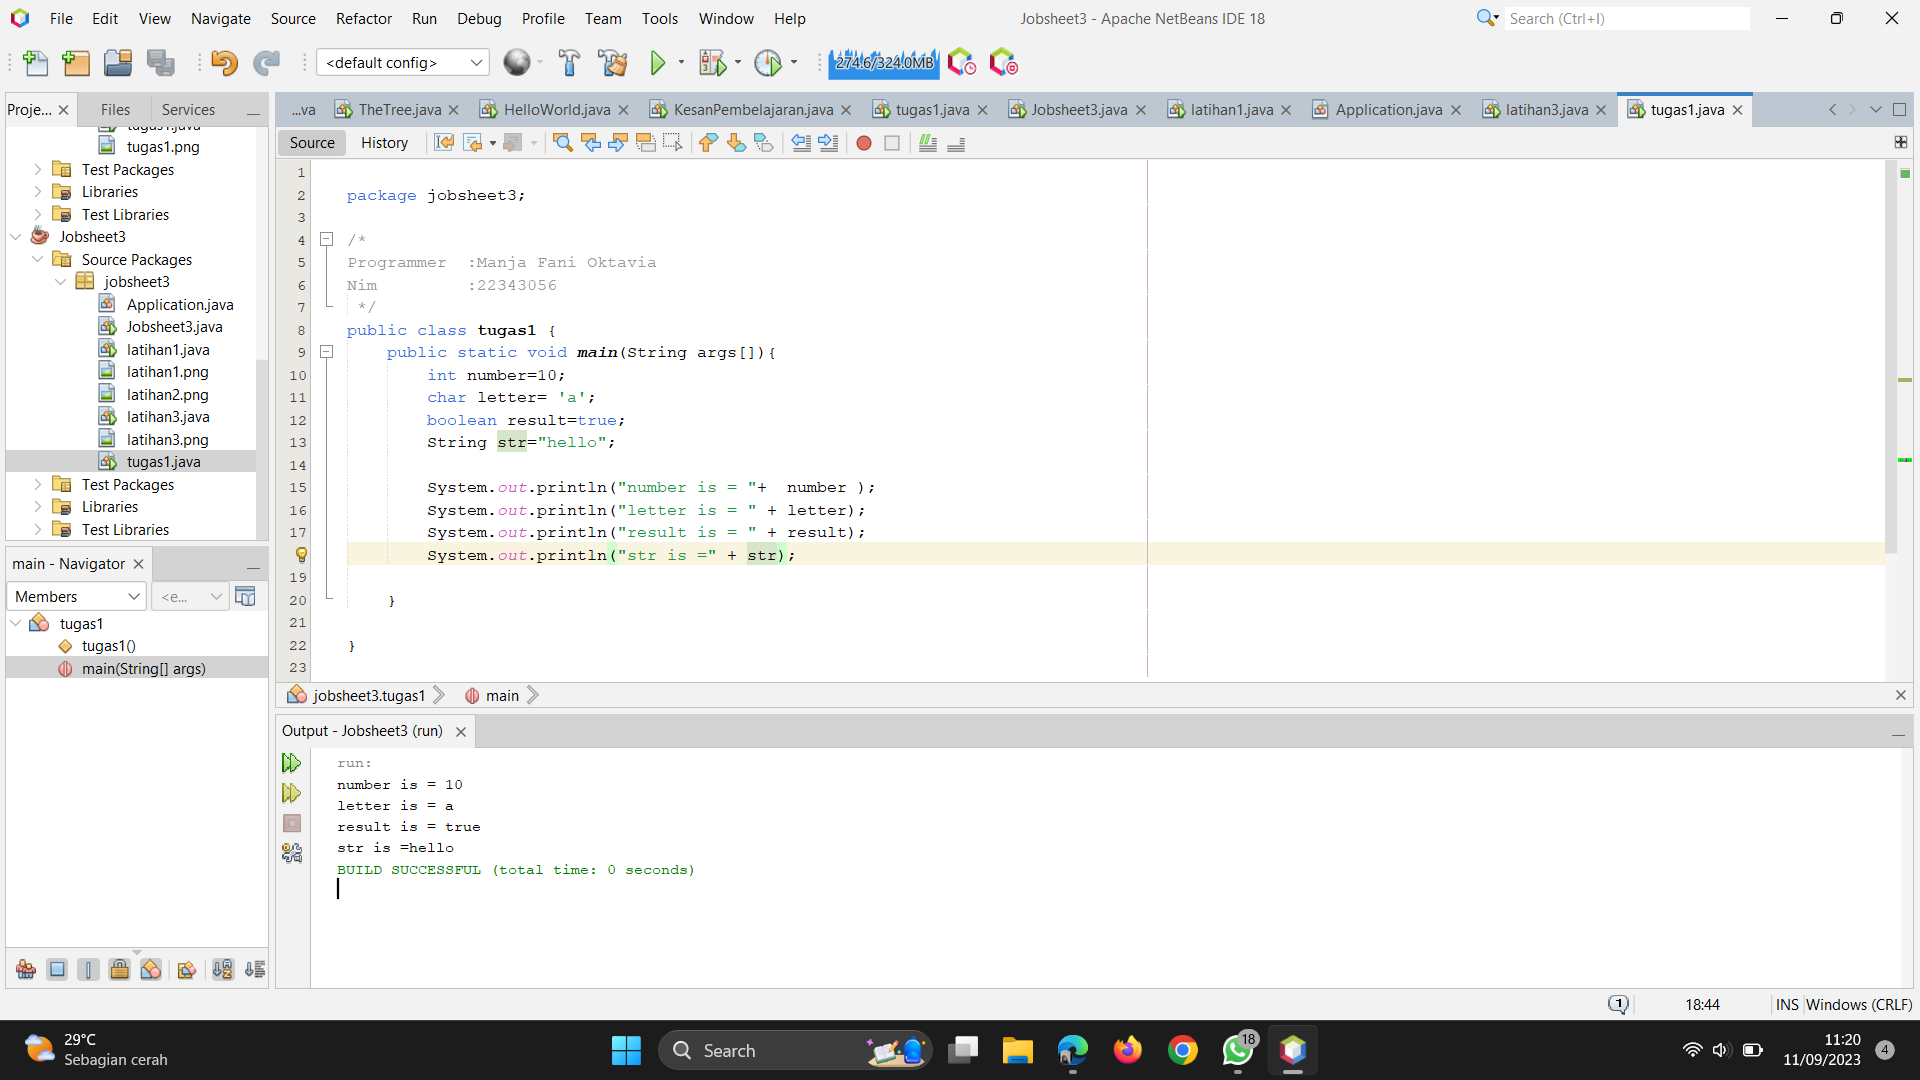 File Edit View Navigate Source Refactor Run Debug Profile Team Tools Window Help
Jobsheet3 - Apache NetBeans IDE 18
Search (Ctrl+I)
<default config>
274.6/324.0MB
Proje... Files Services
...va TheTree.java HelloWorld.java KesanPembelajaran.java tugas1.java Jobsheet3.java latihan1.java Application.java latihan3.java tugas1.java
Source History
tugas1.java
tugas1.png
Test Packages
Libraries
Test Libraries
Jobsheet3
Source Packages
jobsheet3
Application.java
Jobsheet3.java
latihan1.java
latihan1.png
latihan2.png
latihan3.java
latihan3.png
tugas1.java
Test Packages
Libraries
Test Libraries
main - Navigator
Members <e...
tugas1
tugas1()
main(String[] args)
1
2 package jobsheet3;
3
4 /*
5 Programmer  :Manja Fani Oktavia
6 Nim         :22343056
7  */
8 public class tugas1 {
9     public static void main(String args[]){
10         int number=10;
11         char letter= 'a';
12         boolean result=true;
13         String str="hello";
14
15         System.out.println("number is = "+  number );
16         System.out.println("letter is = " + letter);
17         System.out.println("result is = " + result);
System.out.println("str is =" + str);
19
20     }
21
22 }
23
jobsheet3.tugas1 main
Output - Jobsheet3 (run)
run:
number is = 10
letter is = a
result is = true
str is =hello
BUILD SUCCESSFUL (total time: 0 seconds)
1 18:44 INS Windows (CRLF)
29°C
Sebagian cerah
Search
18
11:20
11/09/2023
4